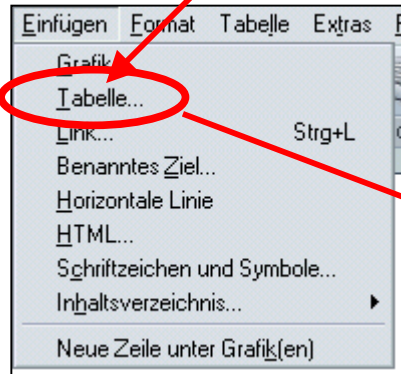 Einfügen Format Tabelle Extras F
Grafik
Tabelle...
Link... Strg+L
Benanntes Ziel...
Horizontale Linie
HTML...
Schriftzeichen und Symbole...
Inhaltsverzeichnis...
Neue Zeile unter Grafik(en)